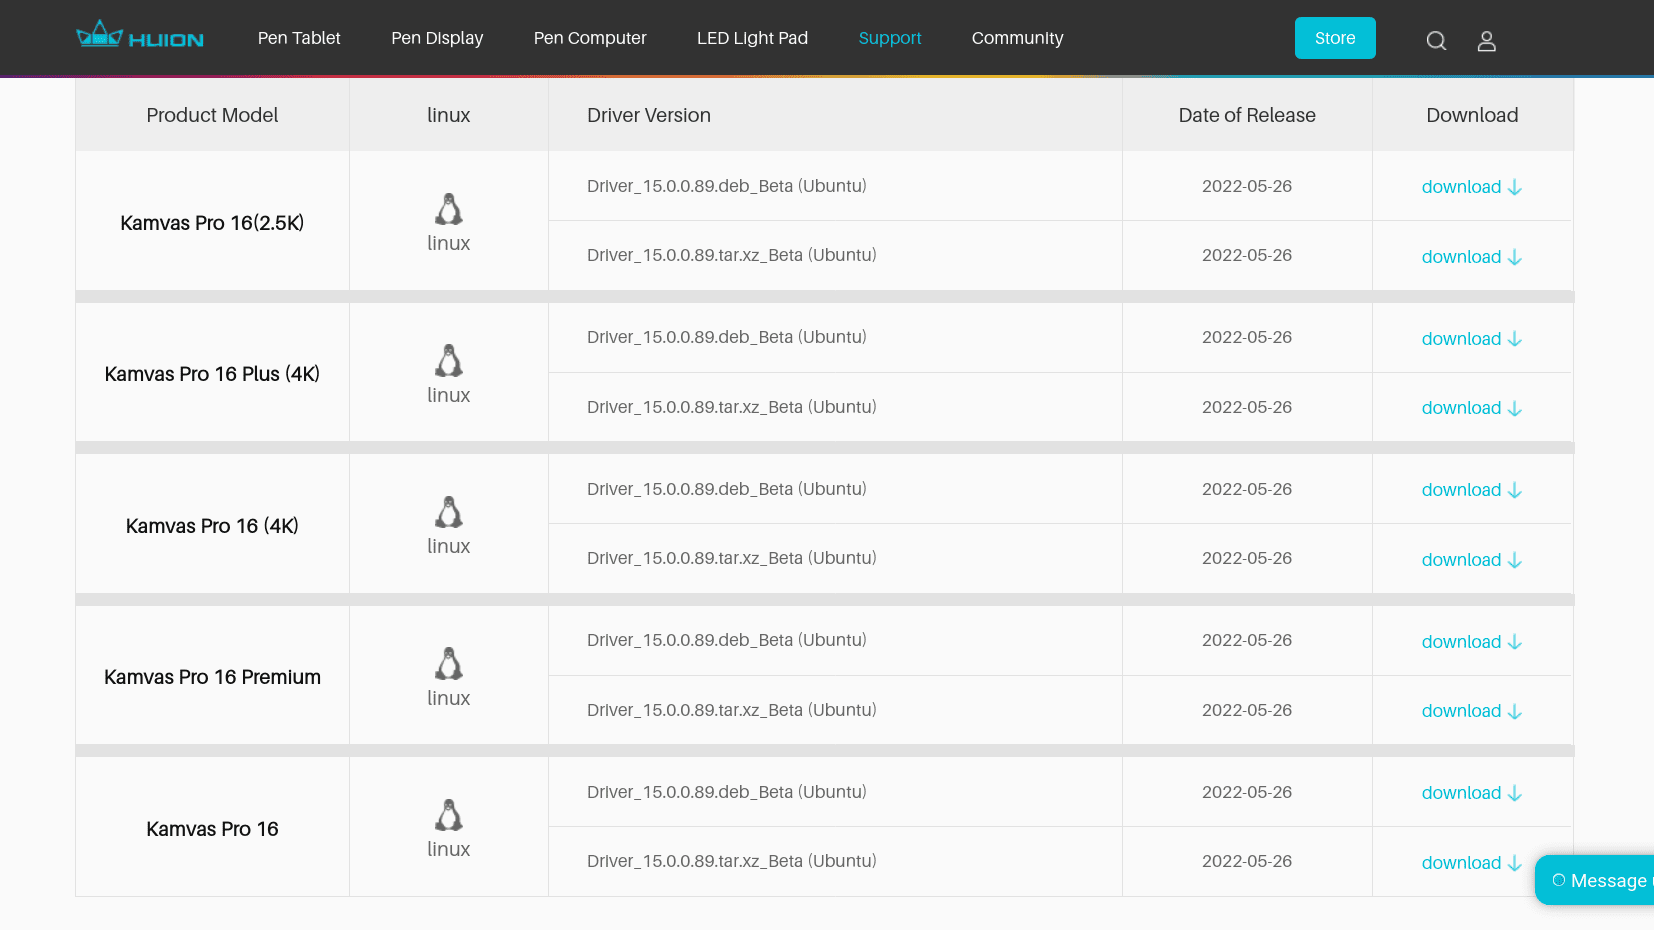 HUION Pen Tablet Pen Display Pen Computer LED Light Pad Support Community Store
Product Model linux Driver Version Date of Release Download
Kamvas Pro 16(2.5K)
linux
Driver_15.0.0.89.deb_Beta (Ubuntu) 2022-05-26 download
Driver_15.0.0.89.tar.xz_Beta (Ubuntu) 2022-05-26 download
Kamvas Pro 16 Plus (4K)
linux
Driver_15.0.0.89.deb_Beta (Ubuntu) 2022-05-26 download
Driver_15.0.0.89.tar.xz_Beta (Ubuntu) 2022-05-26 download
Kamvas Pro 16 (4K)
linux
Driver_15.0.0.89.deb_Beta (Ubuntu) 2022-05-26 download
Driver_15.0.0.89.tar.xz_Beta (Ubuntu) 2022-05-26 download
Kamvas Pro 16 Premium
linux
Driver_15.0.0.89.deb_Beta (Ubuntu) 2022-05-26 download
Driver_15.0.0.89.tar.xz_Beta (Ubuntu) 2022-05-26 download
Kamvas Pro 16
linux
Driver_15.0.0.89.deb_Beta (Ubuntu) 2022-05-26 download
Driver_15.0.0.89.tar.xz_Beta (Ubuntu) 2022-05-26 download
Message